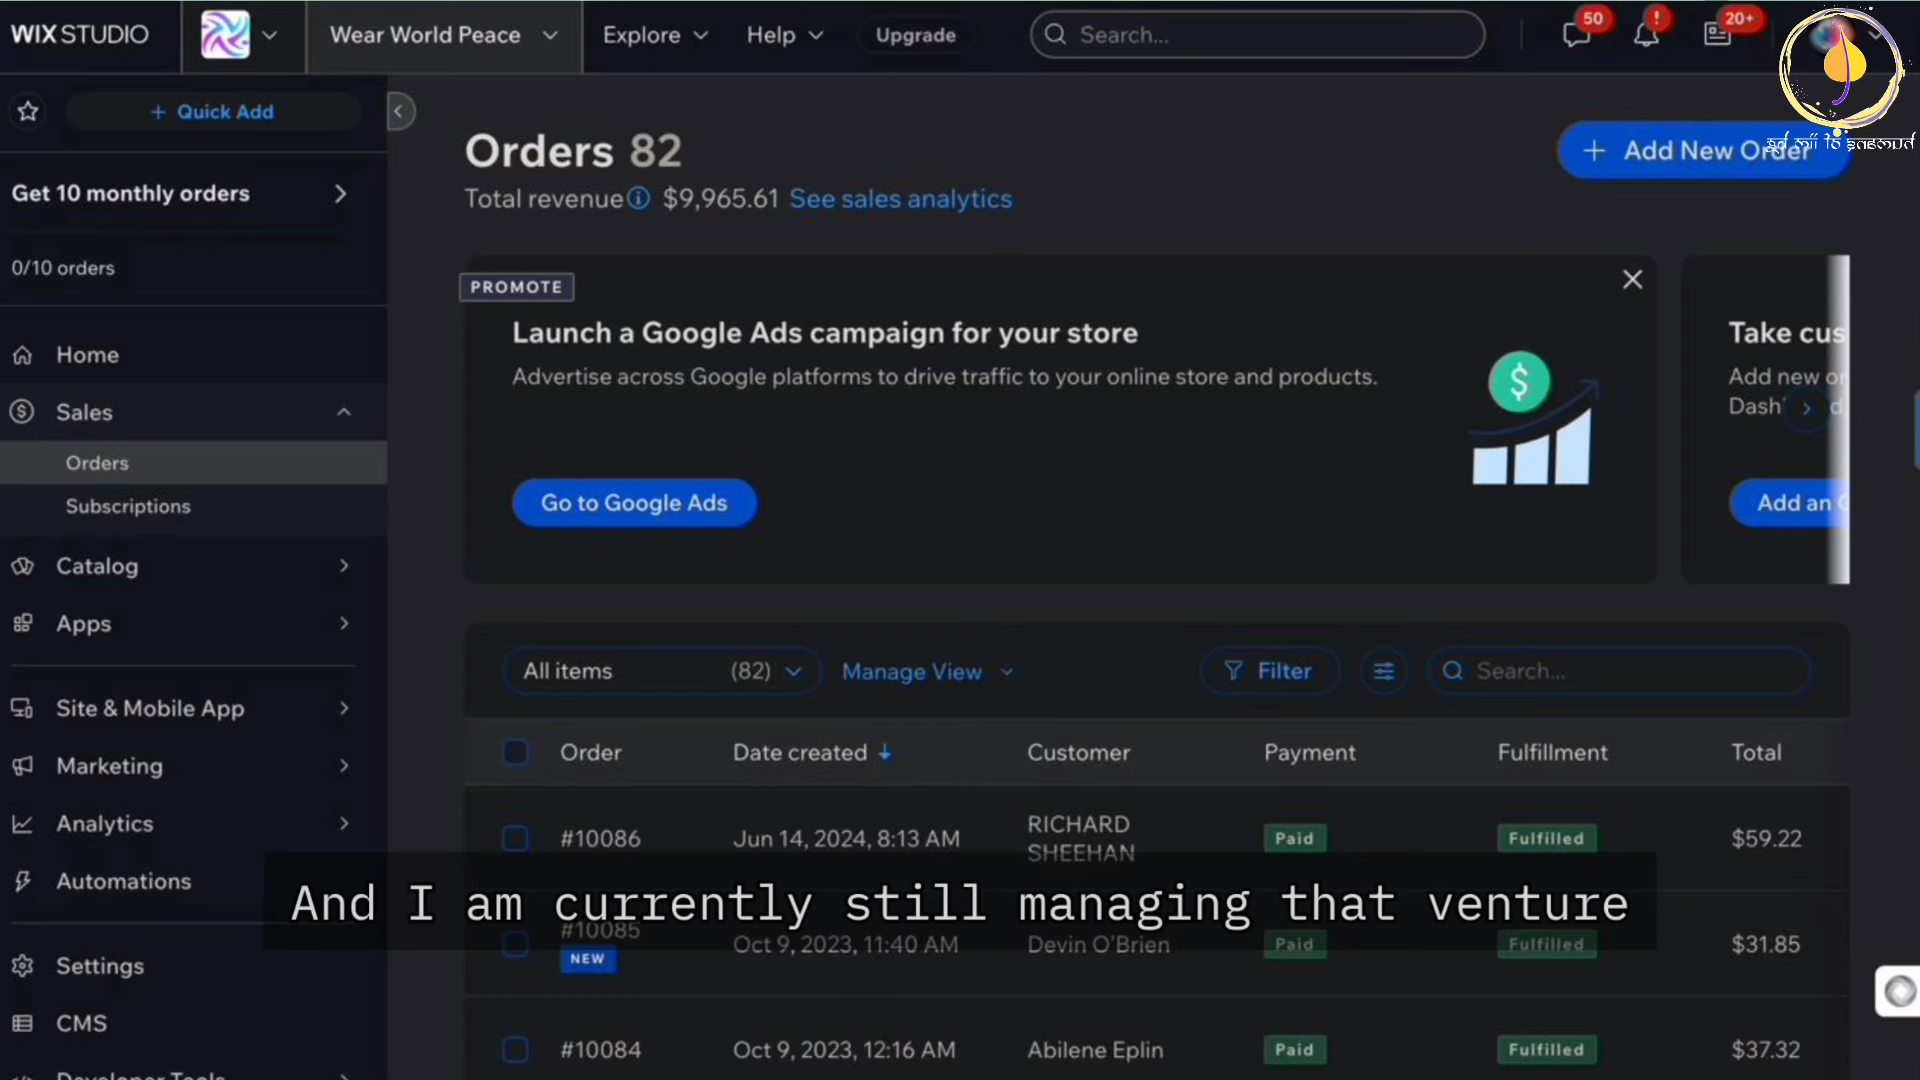 WIX STUDIO
Wear World Peace
Explore
Help
Upgrade
Search...
50
!
20+
Quick Add
Get 10 monthly orders
0/10 orders
Home
Sales
Orders
Subscriptions
Catalog
Apps
Site & Mobile App
Marketing
Analytics
Automations
Settings
CMS
Developer Tools
Orders 82
Total revenue $9,965.61 See sales analytics
+ Add New Order
PROMOTE
Launch a Google Ads campaign for your store
Advertise across Google platforms to drive traffic to your online store and products.
Go to Google Ads
Take cus
Add new or
Dash
Add an
All items (82)
Manage View
Filter
Search...
Order Date created Customer Payment Fulfillment Total
#10086 Jun 14, 2024, 8:13 AM RICHARD SHEEHAN Paid Fulfilled $59.22
#10085 NEW Oct 9, 2023, 11:40 AM Devin O'Brien Paid Fulfilled $31.85
#10084 Oct 9, 2023, 12:16 AM Abilene Eplin Paid Fulfilled $37.32
And I am currently still managing that venture